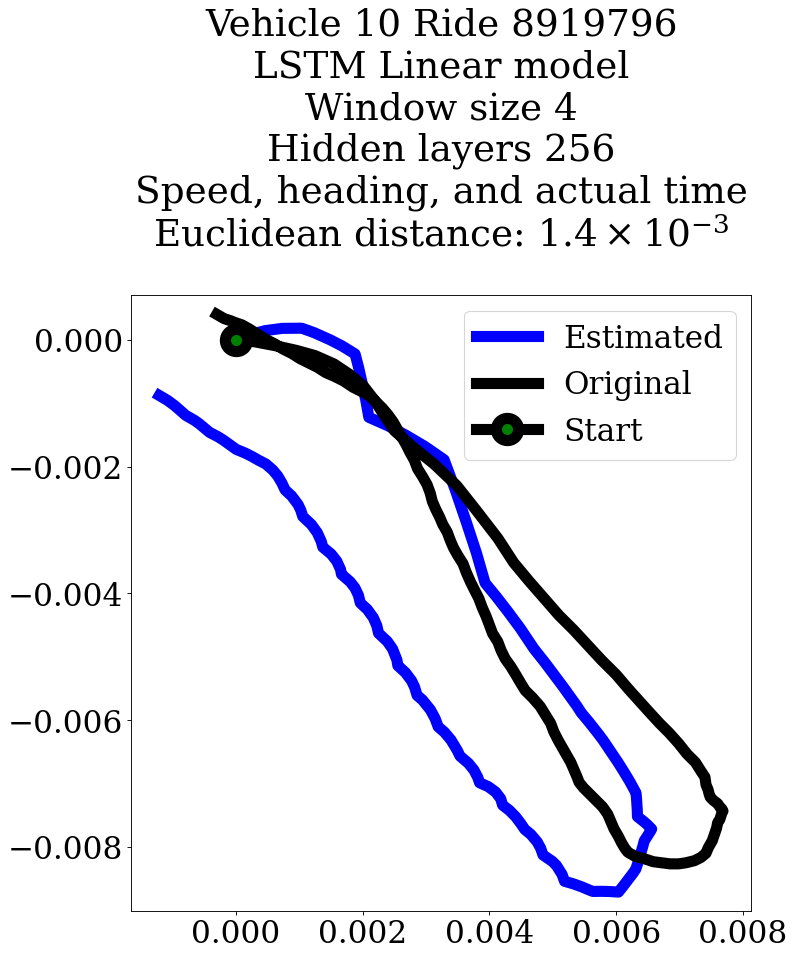 Vehicle 10 Ride 8919796
LSTM Linear model
Window size 4
Hidden layers 256
Speed, heading, and actual time
Euclidean distance: 1.4 × 10⁻³
Estimated
Original
Start
0.000
−0.002
−0.004
−0.006
−0.008
0.000 0.002 0.004 0.006 0.008